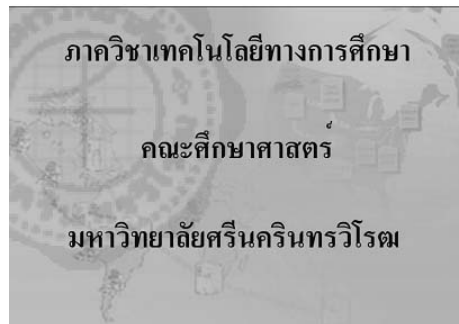 ภาควิชาเทคโนโลยีทางการศึกษา
คณะศึกษาศาสตร์
มหาวิทยาลัยศรีนครินทรวิโรฒ